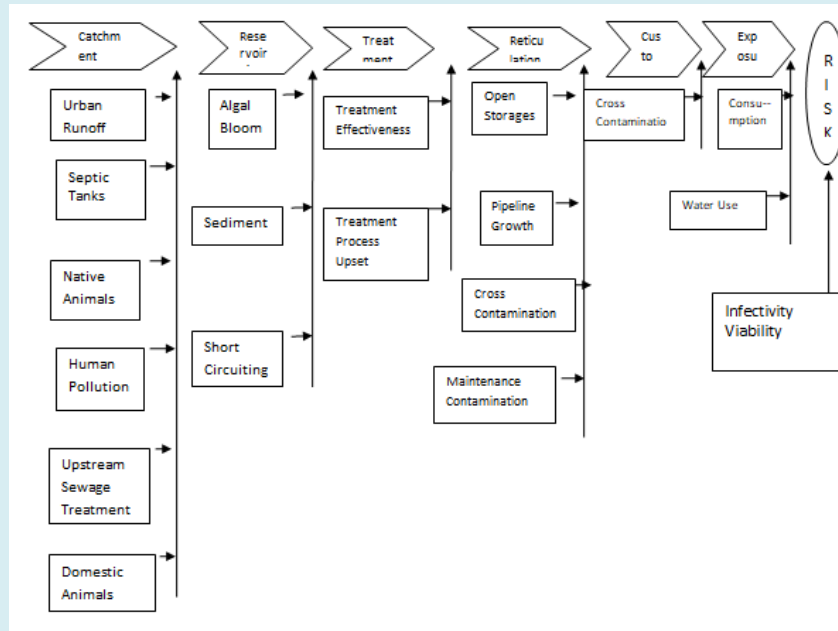 Catchm
ent
Rese
rvoir
Treat
ment
Reticu
lation
Cus
to
Exp
osu
R
I
S
K
Urban
Runoff
Septic
Tanks
Native
Animals
Human
Pollution
Upstream
Sewage
Treatment
Domestic
Animals
Algal
Bloom
Sediment
Short
Circuiting
Treatment
Effectiveness
Treatment
Process
Upset
Open
Storages
Pipeline
Growth
Cross
Contamination
Maintenance
Contamination
Cross
Contaminatio
Consu--
mption
Water Use
Infectivity
Viability